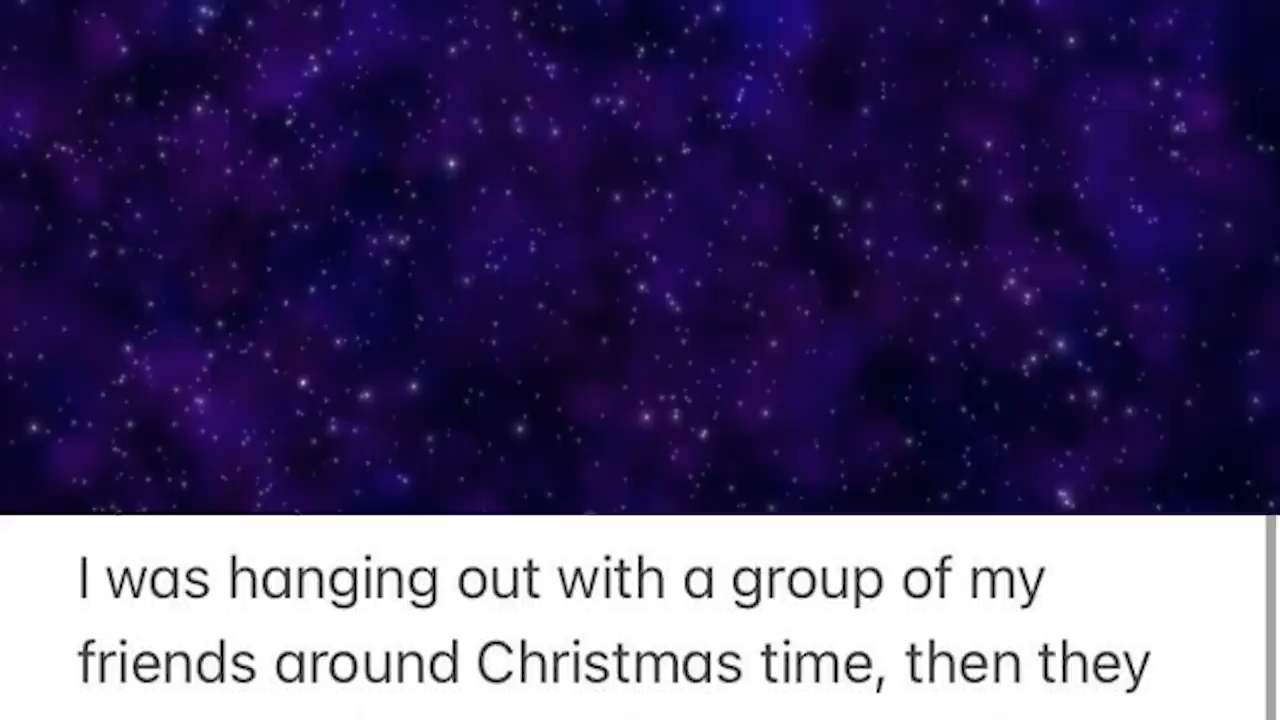 I was hanging out with a group of my
friends around Christmas time, then they